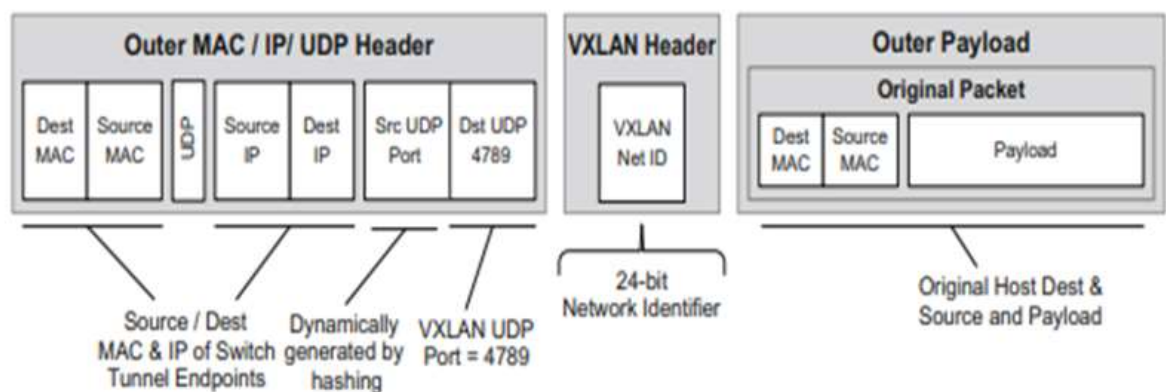 Outer MAC / IP/ UDP Header
VXLAN Header
Outer Payload
Original Packet
Dest
MAC
Source
MAC
UDP
Source
IP
Dest
IP
Src UDP
Port
Dst UDP
4789
VXLAN
Net ID
Dest
MAC
Source
MAC
Payload
Source / Dest
MAC & IP of Switch
Tunnel Endpoints
Dynamically
generated by
hashing
VXLAN UDP
Port = 4789
24-bit
Network Identifier
Original Host Dest &
Source and Payload